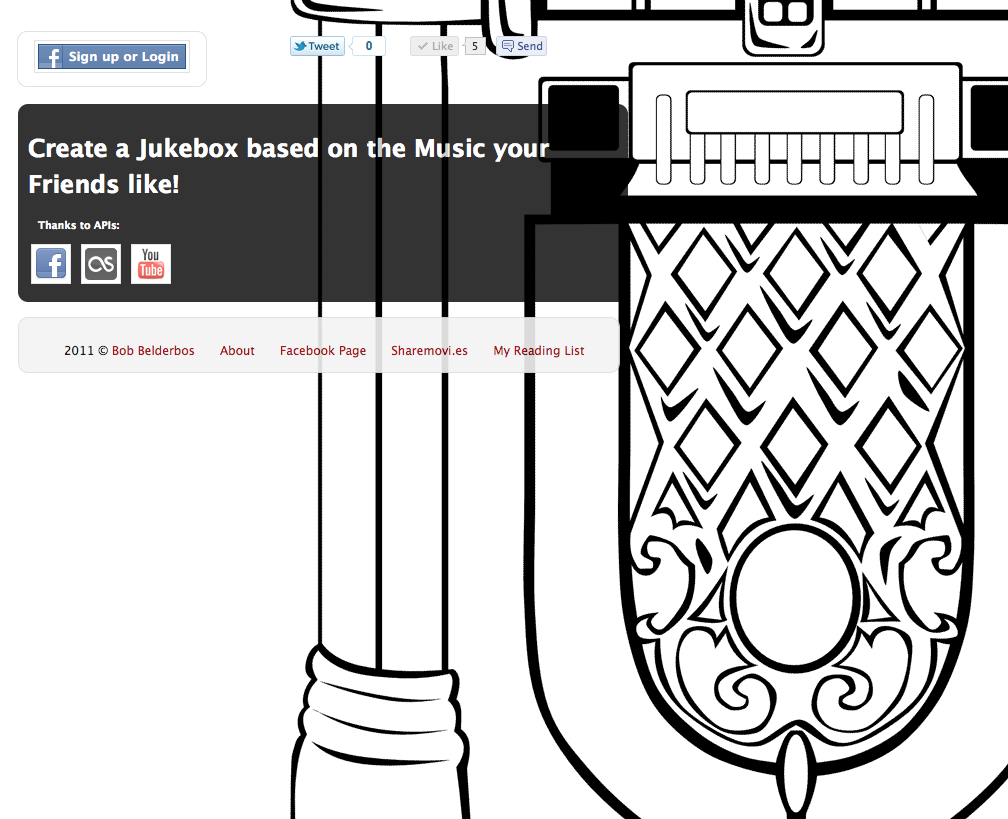 Sign up or Login
Tweet 0 Like 5 Send
Create a Jukebox based on the Music your
Friends like!
Thanks to APIs:
You
Tube
2011 © Bob Belderbos About Facebook Page Sharemovi.es My Reading List